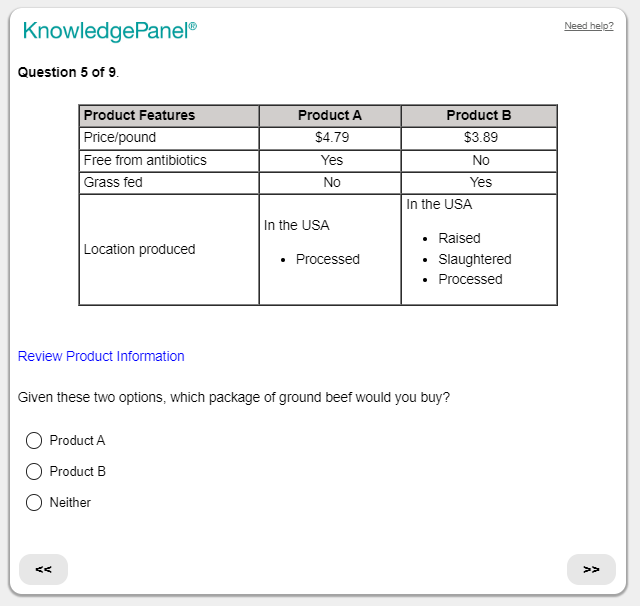 KnowledgePanel®
Need help?
Question 5 of 9.
Product Features Product A Product B
Price/pound $4.79 $3.89
Free from antibiotics Yes No
Grass fed No Yes
Location produced
In the USA
• Processed
In the USA
• Raised
• Slaughtered
• Processed
Review Product Information
Given these two options, which package of ground beef would you buy?
Product A
Product B
Neither
<<
>>